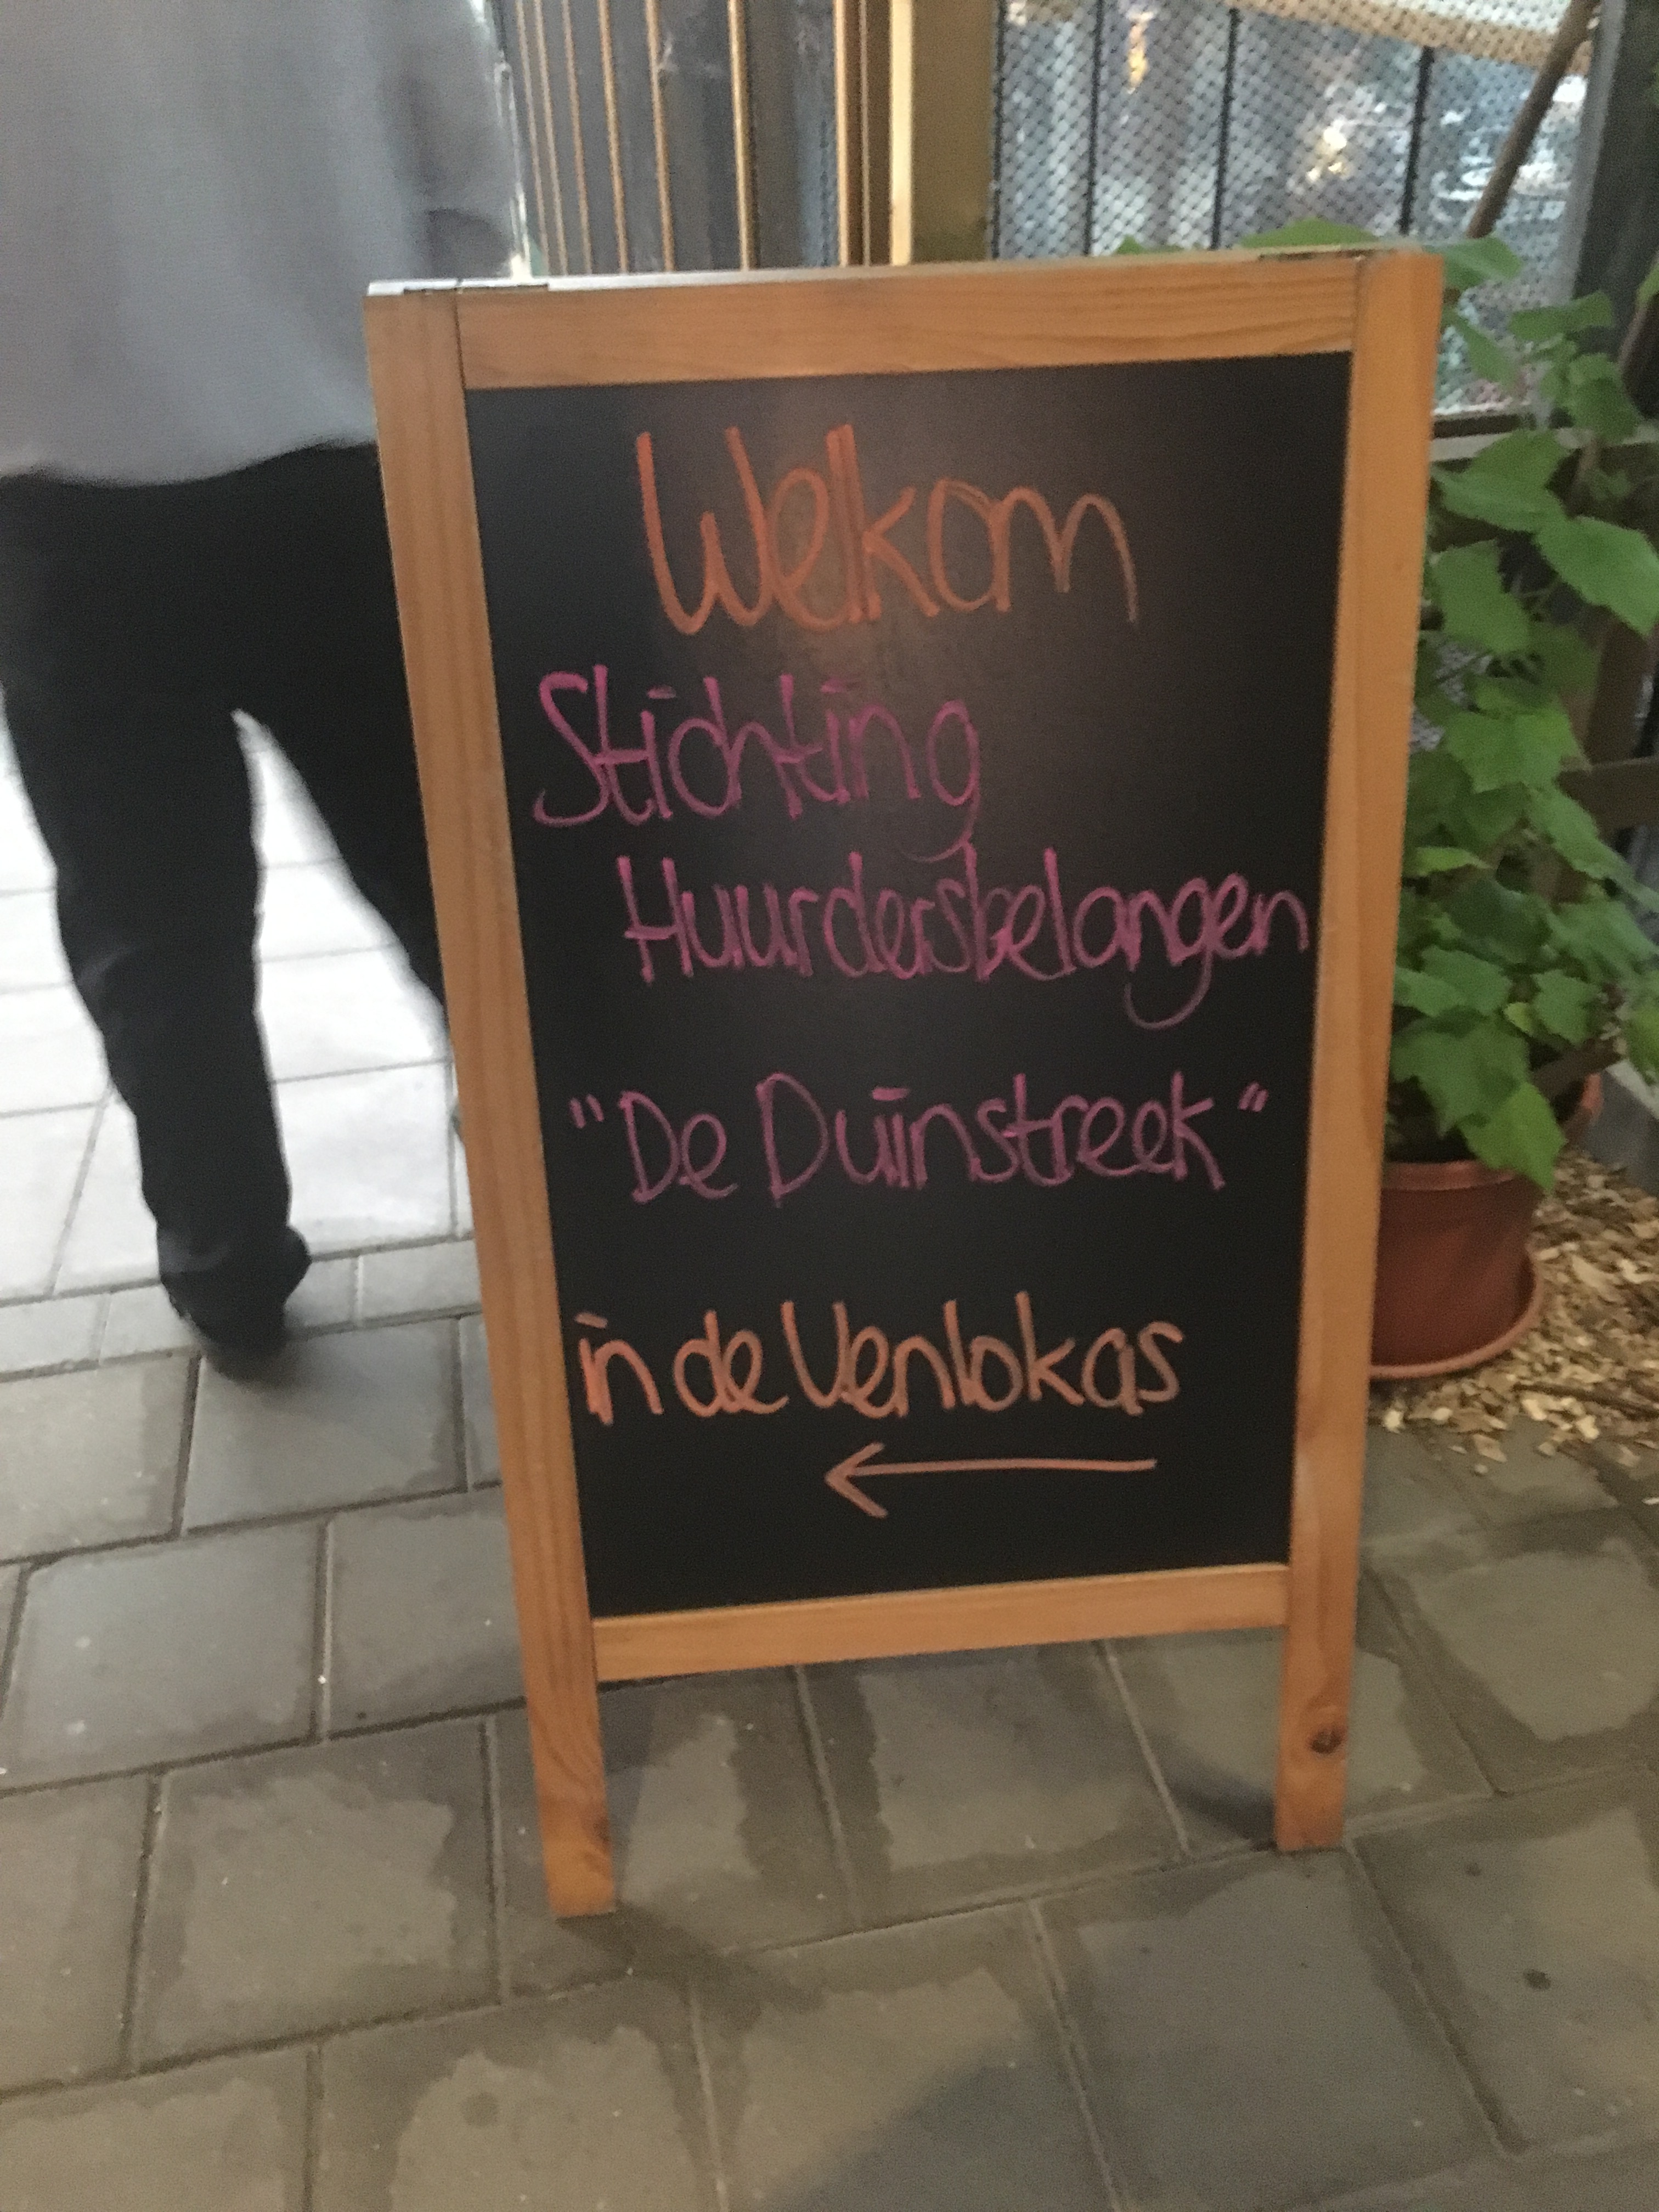 Welkom
Stichting
Huurdersbelangen
"De Duinstreek"
in de Venlokas